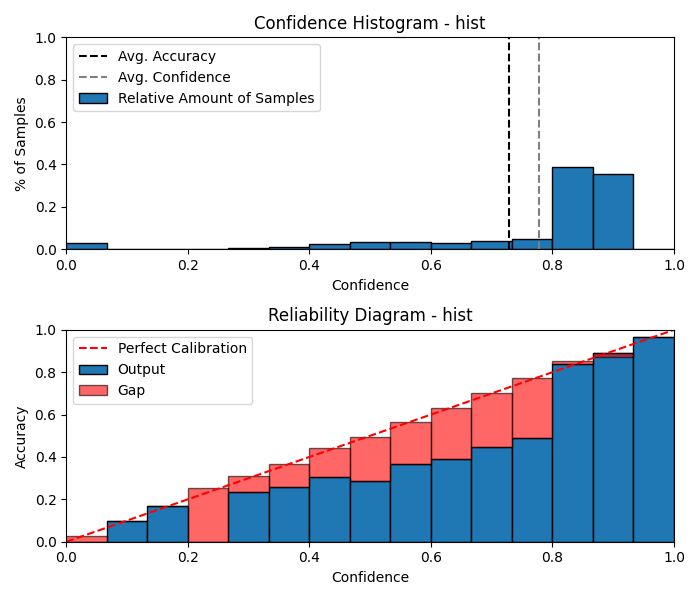 Confidence Histogram - hist
1.0
0.8
0.6
0.4
0.2
0.0
% of Samples
Avg. Accuracy
Avg. Confidence
Relative Amount of Samples
0.0 0.2 0.4 0.6 0.8 1.0
Confidence
Reliability Diagram - hist
1.0
0.8
0.6
0.4
0.2
0.0
Accuracy
Perfect Calibration
Output
Gap
0.0 0.2 0.4 0.6 0.8 1.0
Confidence